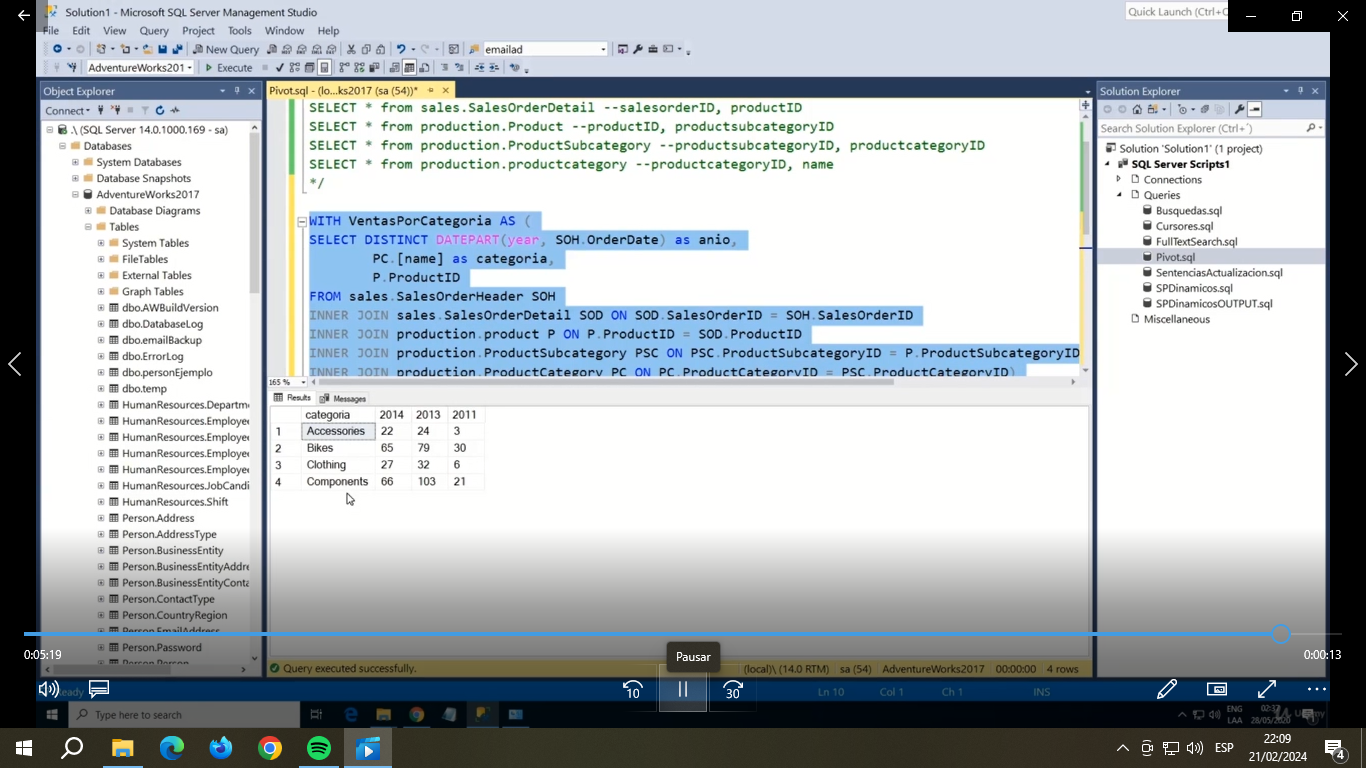 Solution1 - Microsoft SQL Server Management Studio
Quick Launch (Ctrl+Q
File Edit View Query Project Tools Window Help
New Query
emailad
AdventureWorks201
Execute
Object Explorer
Connect
.\ (SQL Server 14.0.1000.169 - sa)
Databases
System Databases
Database Snapshots
AdventureWorks2017
Database Diagrams
Tables
System Tables
FileTables
External Tables
Graph Tables
dbo.AWBuildVersion
dbo.DatabaseLog
dbo.emailBackup
dbo.ErrorLog
dbo.personEjemplo
dbo.temp
HumanResources.Departm
HumanResources.Employee
HumanResources.Employee
HumanResources.Employee
HumanResources.Employee
HumanResources.JobCandi
HumanResources.Shift
Person.Address
Person.AddressType
Person.BusinessEntity
Person.BusinessEntityAddre
Person.BusinessEntityConta
Person.ContactType
Person.CountryRegion
Person.EmailAddress
Person.Password
Person.Person
Pivot.sql - (lo...ks2017 (sa (54))*
SELECT * from sales.SalesOrderDetail --salesorderID, productID
SELECT * from production.Product --productID, productsubcategoryID
SELECT * from production.ProductSubcategory --productsubcategoryID, productcategoryID
SELECT * from production.productcategory --productcategoryID, name
*/
WITH VentasPorCategoria AS (
SELECT DISTINCT DATEPART(year, SOH.OrderDate) as anio,
PC.[name] as categoria,
P.ProductID
FROM sales.SalesOrderHeader SOH
INNER JOIN sales.SalesOrderDetail SOD ON SOD.SalesOrderID = SOH.SalesOrderID
INNER JOIN production.product P ON P.ProductID = SOD.ProductID
INNER JOIN production.ProductSubcategory PSC ON PSC.ProductSubcategoryID = P.ProductSubcategoryID
INNER JOIN production.ProductCategory PC ON PC.ProductCategoryID = PSC.ProductCategoryID)
165 %
Results Messages
categoria 2014 2013 2011
1 Accessories 22 24 3
2 Bikes 65 79 30
3 Clothing 27 32 6
4 Components 66 103 21
Solution Explorer
Search Solution Explorer (Ctrl+´)
Solution 'Solution1' (1 project)
SQL Server Scripts1
Connections
Queries
Busquedas.sql
Cursores.sql
FullTextSearch.sql
Pivot.sql
SentenciasActualizacion.sql
SPDinamicos.sql
SPDinamicosOUTPUT.sql
Miscellaneous
0:05:19
Pausar
0:00:13
Query executed successfully.
(local)\ (14.0 RTM) sa (54) AdventureWorks2017 00:00:00 4 rows
Ready
10
30
Ln 10 Col 1 Ch 1 INS
Type here to search
ENG
LAA
28/05/2020
ESP
22:09
21/02/2024
4